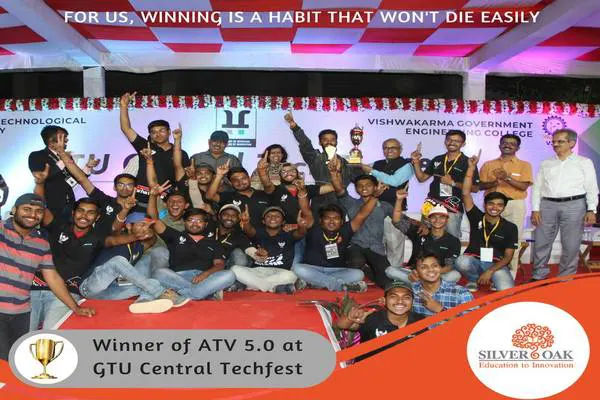 FOR US, WINNING IS A HABIT THAT WON'T DIE EASILY
TECHNOLOGICAL
VISHWAKARMA GOVERNMENT
ENGINEERING COLLEGE
GTU C
Winner of ATV 5.0 at
GTU Central Techfest
SILVER OAK
Education to Innovation